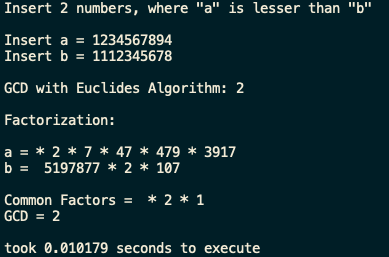 Insert 2 numbers, where "a" is lesser than "b"
Insert a = 1234567894
Insert b = 1112345678
GCD with Euclides Algorithm: 2
Factorization:
a = * 2 * 7 * 47 * 479 * 3917
b =  5197877 * 2 * 107
Common Factors =  * 2 * 1
GCD = 2
took 0.010179 seconds to execute